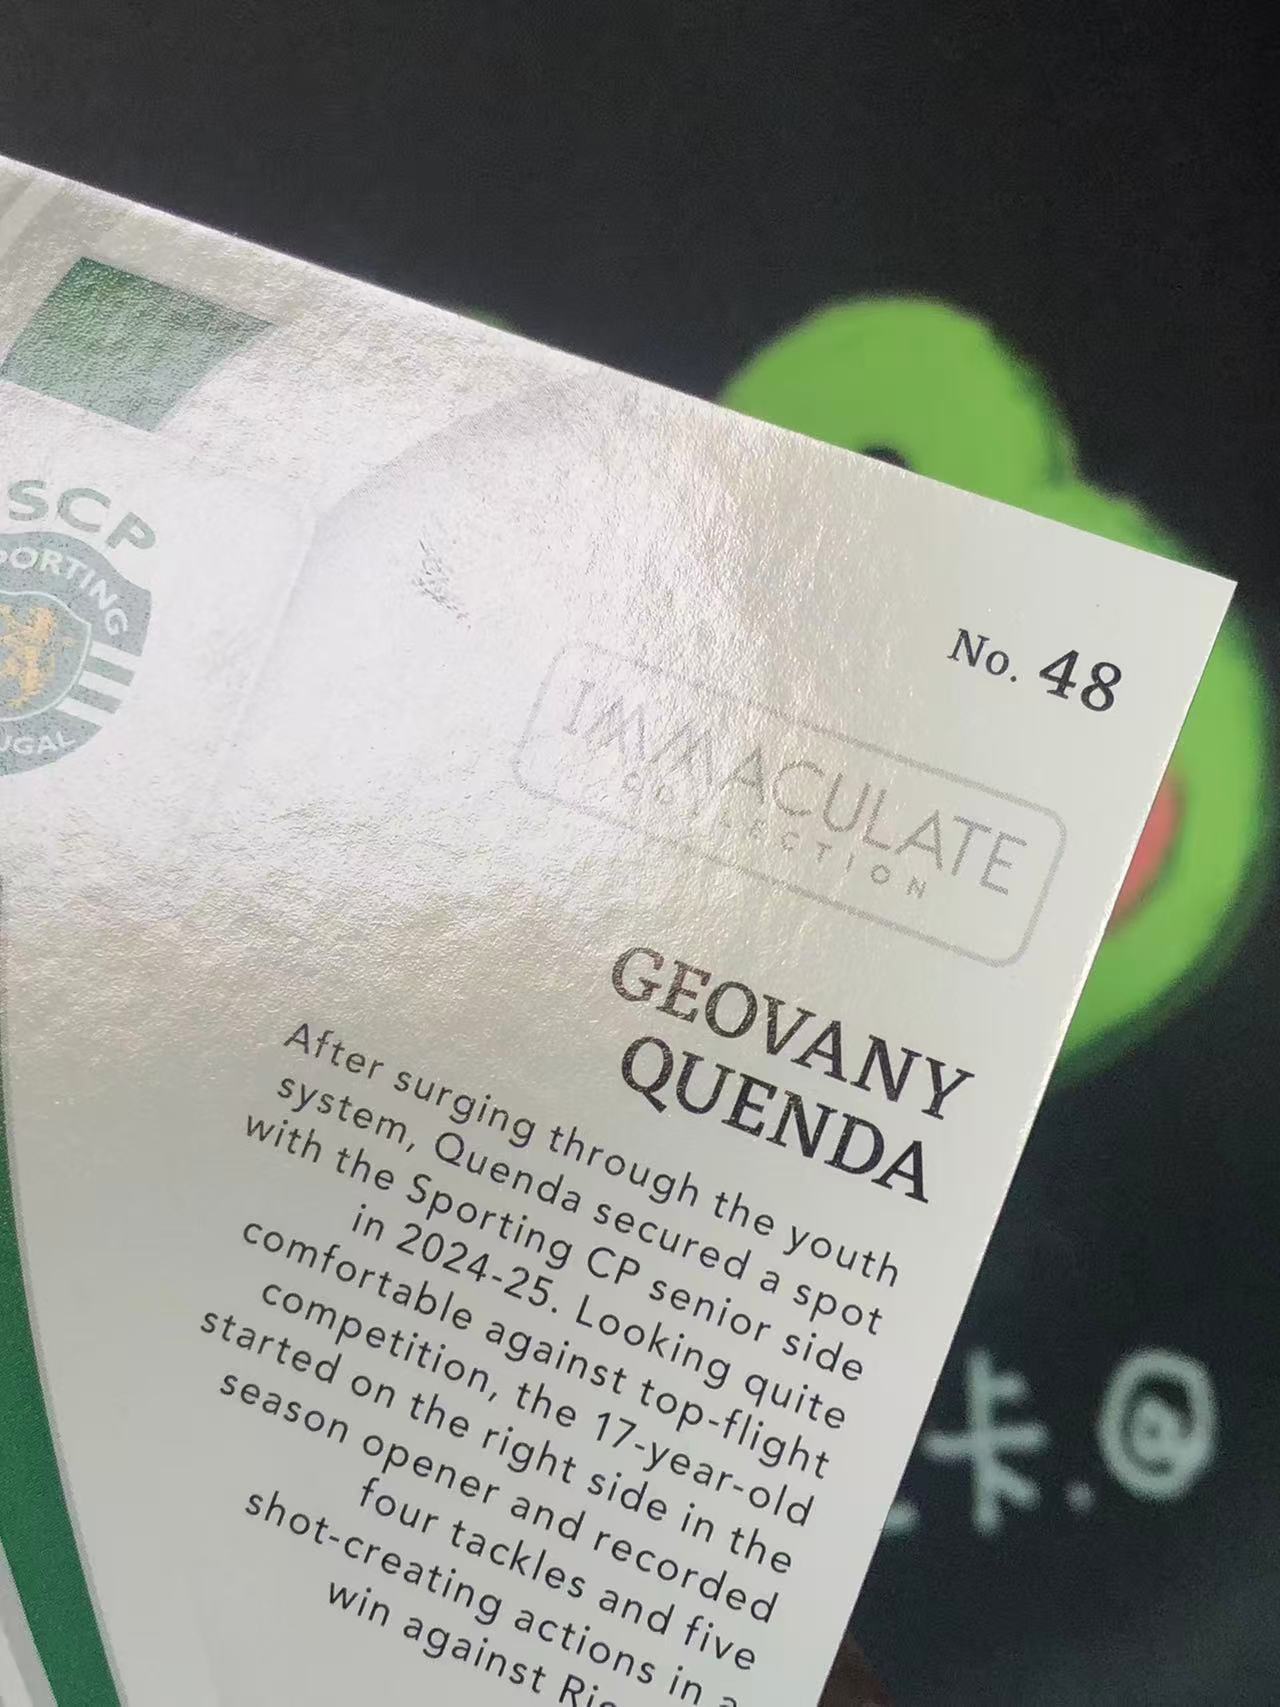 SCP
SPORTING
No. 48
IMMACULATE
COLLECTION
GEOVANY
QUENDA
After surging through the youth
system, Quenda secured a spot
with the Sporting CP senior side
in 2024-25. Looking quite
comfortable against top-flight
competition, the 17-year-old
started on the right side in the
season opener and recorded
four tackles and five
shot-creating actions in a
win against
@.卡